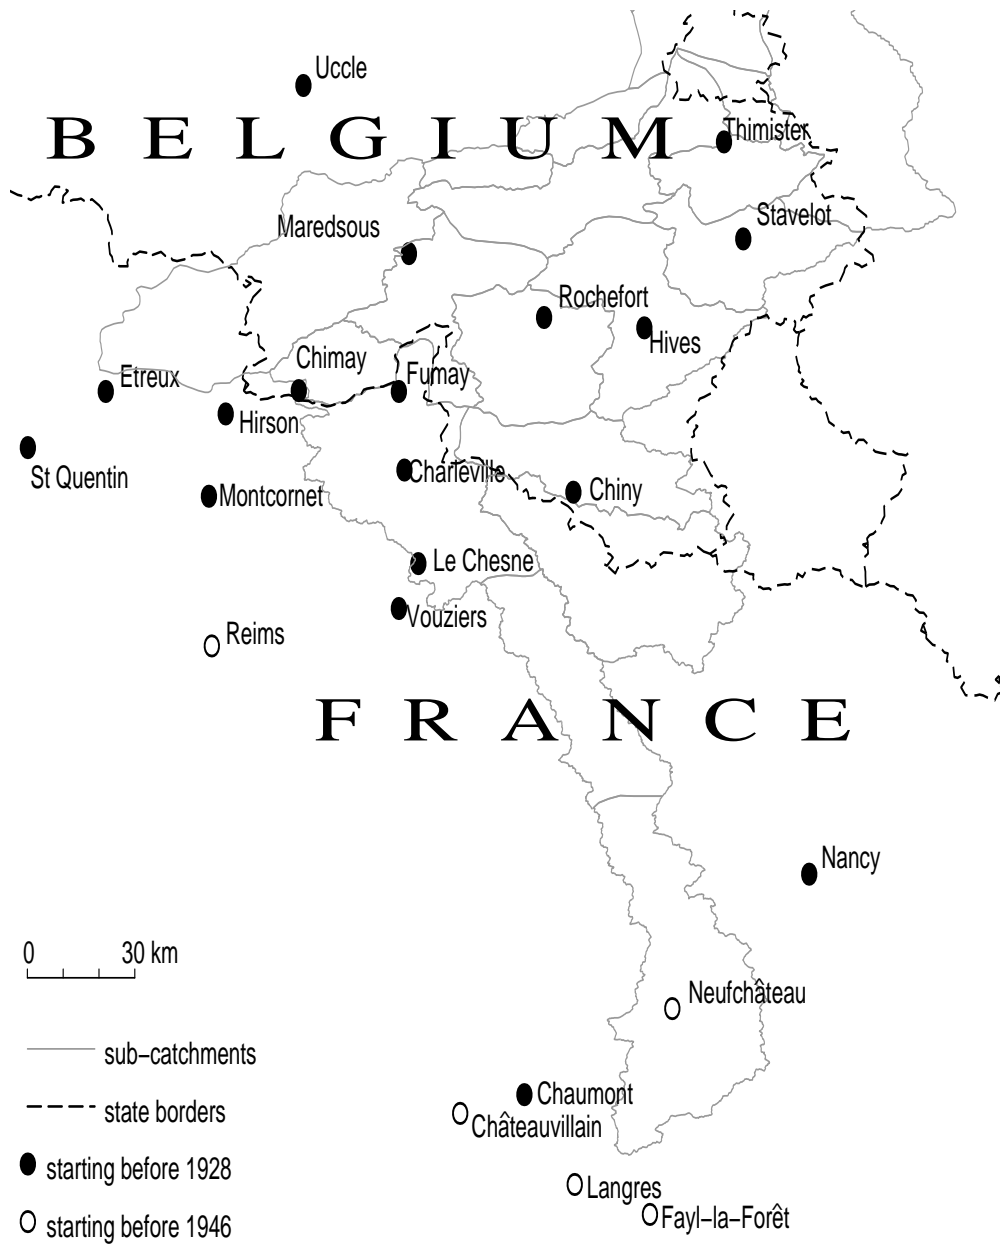 Uccle
BELGIUM
Thimister
Stavelot
Maredsous
Rochefort
Hives
Chimay
Fumay
Etreux
Hirson
St Quentin
Charleville
Montcornet
Chiny
Le Chesne
Vouziers
Reims
FRANCE
Nancy
0 30 km
Neufchâteau
sub−catchments
Chaumont
state borders
Châteauvillain
starting before 1928
Langres
Fayl−la−Forêt
starting before 1946